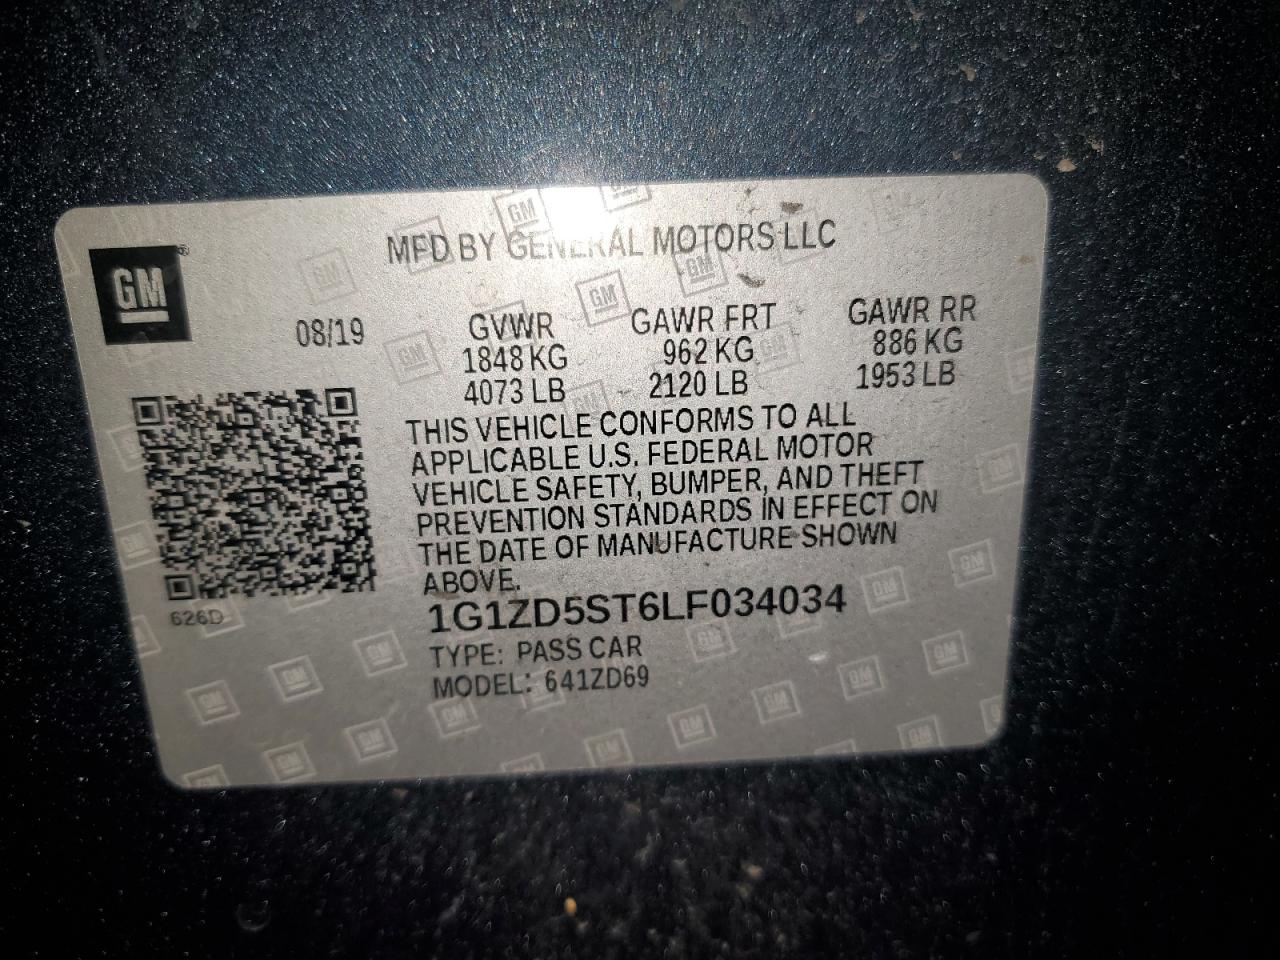 MFD BY GENERAL MOTORS LLC
GM®
08/19
GVWR GAWR FRT GAWR RR
1848 KG 962 KG 886 KG
4073 LB 2120 LB 1953 LB
THIS VEHICLE CONFORMS TO ALL
APPLICABLE U.S. FEDERAL MOTOR
VEHICLE SAFETY, BUMPER, AND THEFT
PREVENTION STANDARDS IN EFFECT ON
THE DATE OF MANUFACTURE SHOWN
ABOVE.
626D
1G1ZD5ST6LF034034
TYPE: PASS CAR
MODEL: 641ZD69